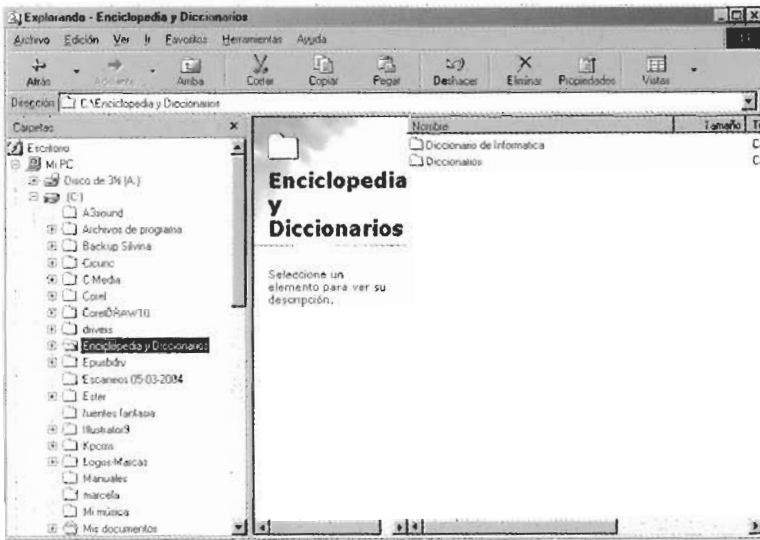 Explorando - Enciclopedia y Diccionarios
Archivo Edición Ver Ir Favoritos Herramientas Ayuda
Atrás Adelante Arriba Cortar Copiar Pegar Deshacer Eliminar Propiedades Vistas
Dirección C:\Enciclopedia y Diccionarios
Carpetas x
Nombre Tamaño T
Escritorio
Mi PC
Disco de 3½ (A:)
(C:)
A3sound
Archivos de programa
Backup Silvina
Cicunc
C-Media
Corel
CorelDRAW10
drivers
Enciclopedia y Diccionarios
Epusbdrv
Escaneos 05-03-2004
Ester
fuentes fantasia
Illustrator9
Kpcms
Logos-Marcas
Manuales
marcela
Mi música
Mis documentos
Enciclopedia
y
Diccionarios
Seleccione un
elemento para ver su
descripción.
Diccionario de Informatica C
Diccionarios C